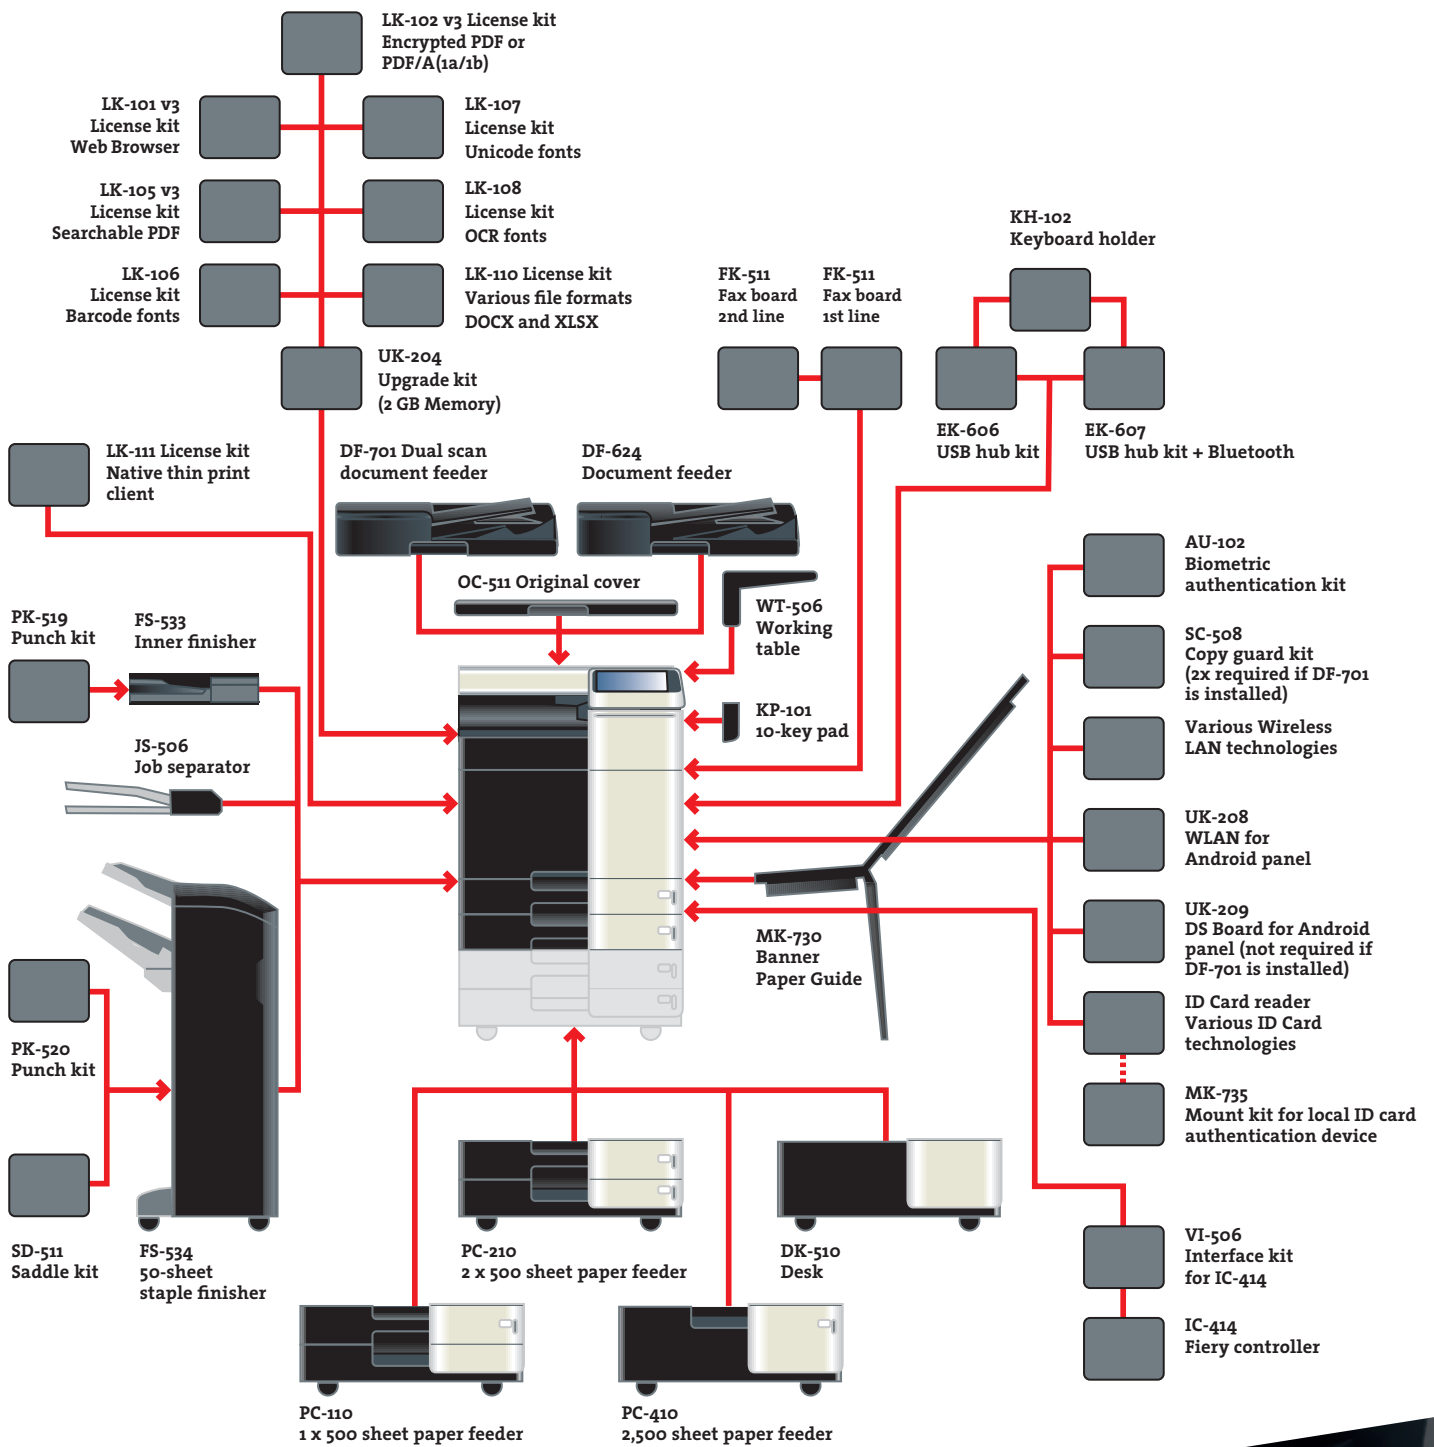 LK-102 v3 License kit
Encrypted PDF or
PDF/A(1a/1b)
LK-101 v3
License kit
Web Browser
LK-107
License kit
Unicode fonts
LK-105 v3
License kit
Searchable PDF
LK-108
License kit
OCR fonts
LK-106
License kit
Barcode fonts
LK-110 License kit
Various file formats
DOCX and XLSX
UK-204
Upgrade kit
(2 GB Memory)
FK-511
Fax board
2nd line
FK-511
Fax board
1st line
KH-102
Keyboard holder
EK-606
USB hub kit
EK-607
USB hub kit + Bluetooth
LK-111 License kit
Native thin print
client
DF-701 Dual scan
document feeder
DF-624
Document feeder
OC-511 Original cover
WT-506
Working
table
KP-101
10-key pad
PK-519
Punch kit
FS-533
Inner finisher
JS-506
Job separator
AU-102
Biometric
authentication kit
SC-508
Copy guard kit
(2x required if DF-701
is installed)
Various Wireless
LAN technologies
UK-208
WLAN for
Android panel
UK-209
DS Board for Android
panel (not required if
DF-701 is installed)
ID Card reader
Various ID Card
technologies
MK-735
Mount kit for local ID card
authentication device
MK-730
Banner
Paper Guide
PK-520
Punch kit
SD-511
Saddle kit
FS-534
50-sheet
staple finisher
PC-210
2 x 500 sheet paper feeder
DK-510
Desk
VI-506
Interface kit
for IC-414
IC-414
Fiery controller
PC-110
1 x 500 sheet paper feeder
PC-410
2,500 sheet paper feeder